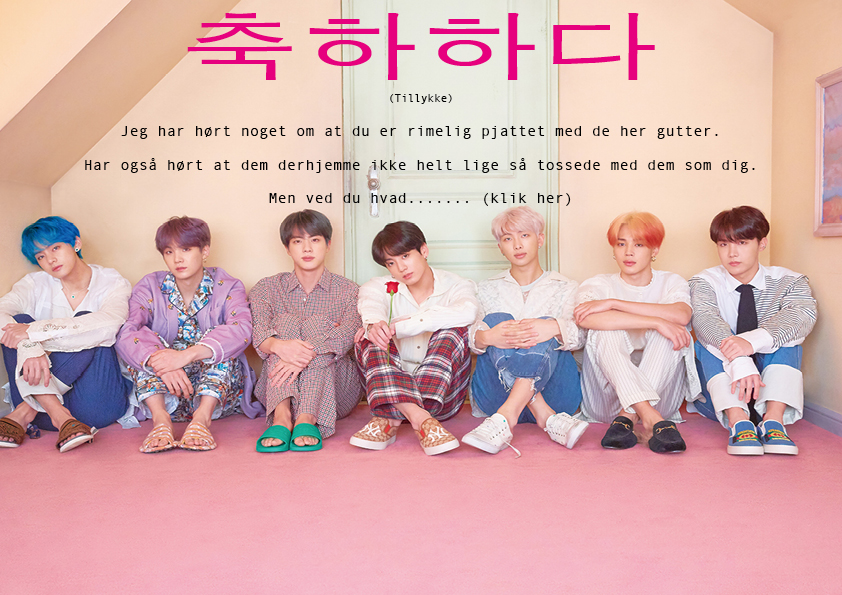 축하하다
(Tillykke)
Jeg har hørt noget om at du er rimelig pjattet med de her gutter.
Har også hørt at dem derhjemme ikke helt lige så tossede med dem som dig.
Men ved du hvad....... (klik her)